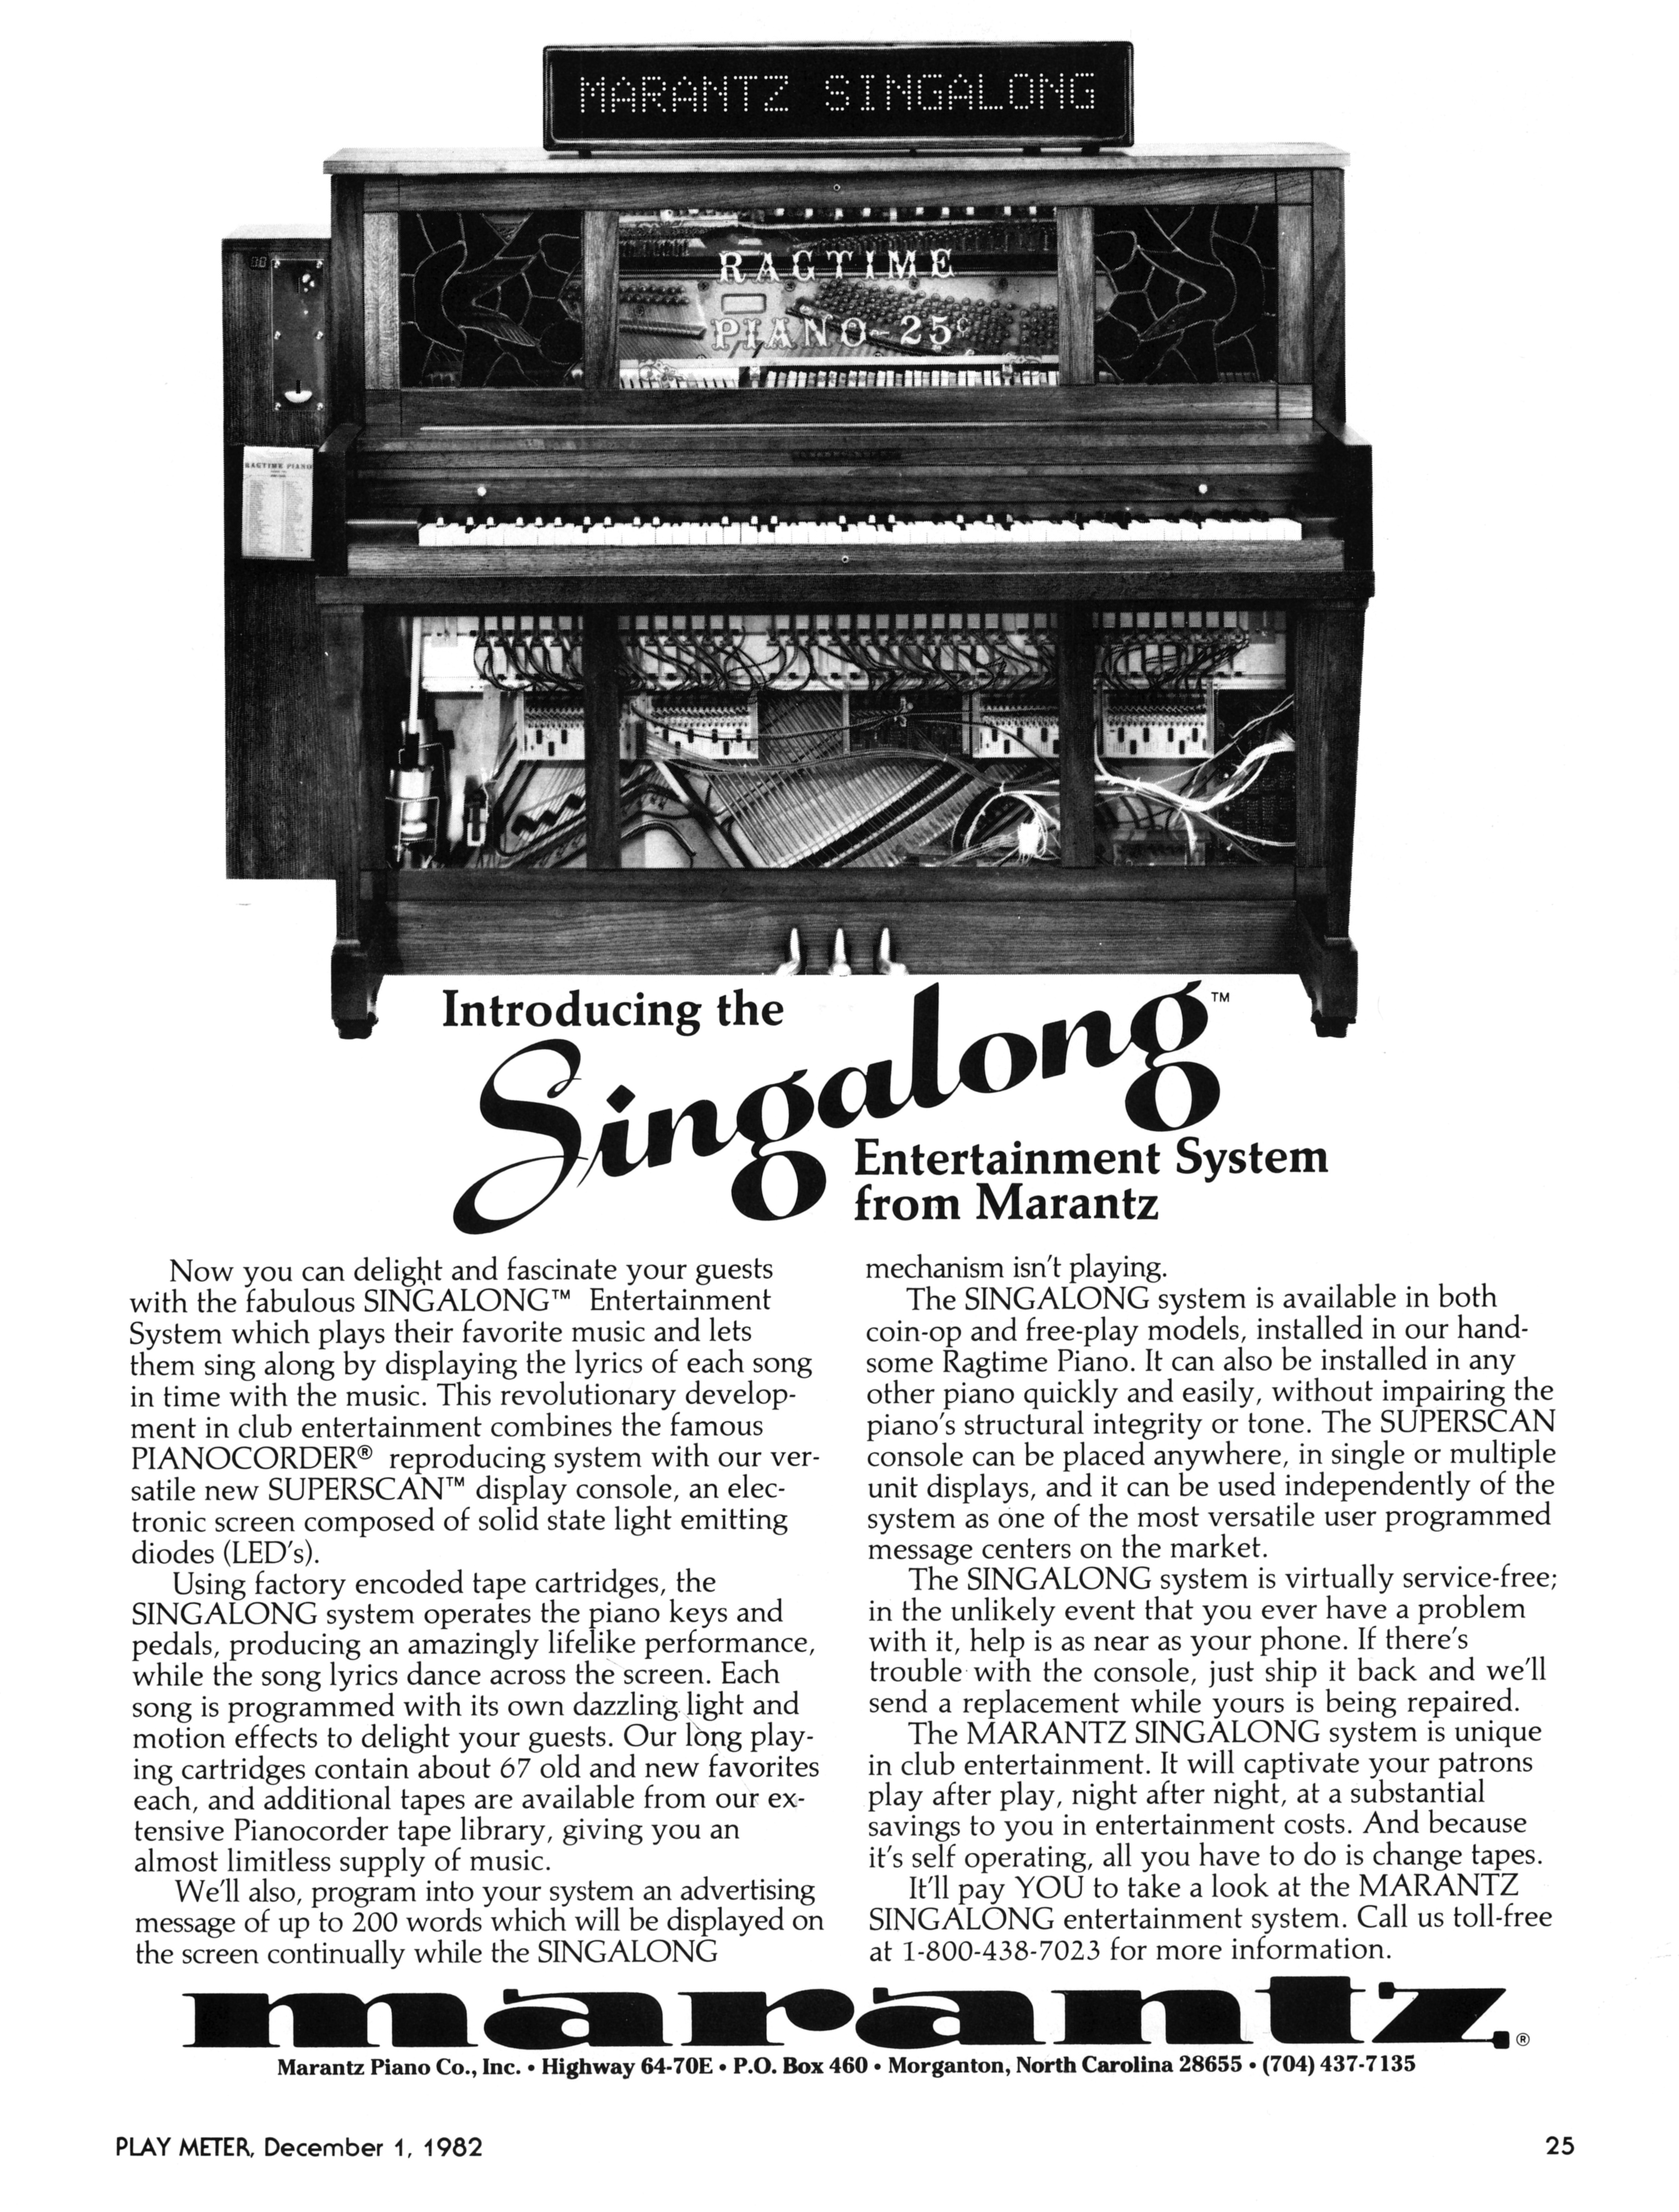 MARANTZ SINGALONG
RAGTIME
PIANO 25¢
RAGTIME PIANO
Introducing the
Singalong™
Entertainment System
from Marantz
Now you can delight and fascinate your guests
with the fabulous SINGALONG™ Entertainment
System which plays their favorite music and lets
them sing along by displaying the lyrics of each song
in time with the music. This revolutionary develop-
ment in club entertainment combines the famous
PIANOCORDER® reproducing system with our ver-
satile new SUPERSCAN™ display console, an elec-
tronic screen composed of solid state light emitting
diodes (LED's).
Using factory encoded tape cartridges, the
SINGALONG system operates the piano keys and
pedals, producing an amazingly lifelike performance,
while the song lyrics dance across the screen. Each
song is programmed with its own dazzling light and
motion effects to delight your guests. Our long play-
ing cartridges contain about 67 old and new favorites
each, and additional tapes are available from our ex-
tensive Pianocorder tape library, giving you an
almost limitless supply of music.
We'll also, program into your system an advertising
message of up to 200 words which will be displayed on
the screen continually while the SINGALONG
mechanism isn't playing.
The SINGALONG system is available in both
coin-op and free-play models, installed in our hand-
some Ragtime Piano. It can also be installed in any
other piano quickly and easily, without impairing the
piano's structural integrity or tone. The SUPERSCAN
console can be placed anywhere, in single or multiple
unit displays, and it can be used independently of the
system as one of the most versatile user programmed
message centers on the market.
The SINGALONG system is virtually service-free;
in the unlikely event that you ever have a problem
with it, help is as near as your phone. If there's
trouble with the console, just ship it back and we'll
send a replacement while yours is being repaired.
The MARANTZ SINGALONG system is unique
in club entertainment. It will captivate your patrons
play after play, night after night, at a substantial
savings to you in entertainment costs. And because
it's self operating, all you have to do is change tapes.
It'll pay YOU to take a look at the MARANTZ
SINGALONG entertainment system. Call us toll-free
at 1-800-438-7023 for more information.
marantz®
Marantz Piano Co., Inc. • Highway 64-70E • P.O. Box 460 • Morganton, North Carolina 28655 • (704) 437-7135
PLAY METER, December 1, 1982
25